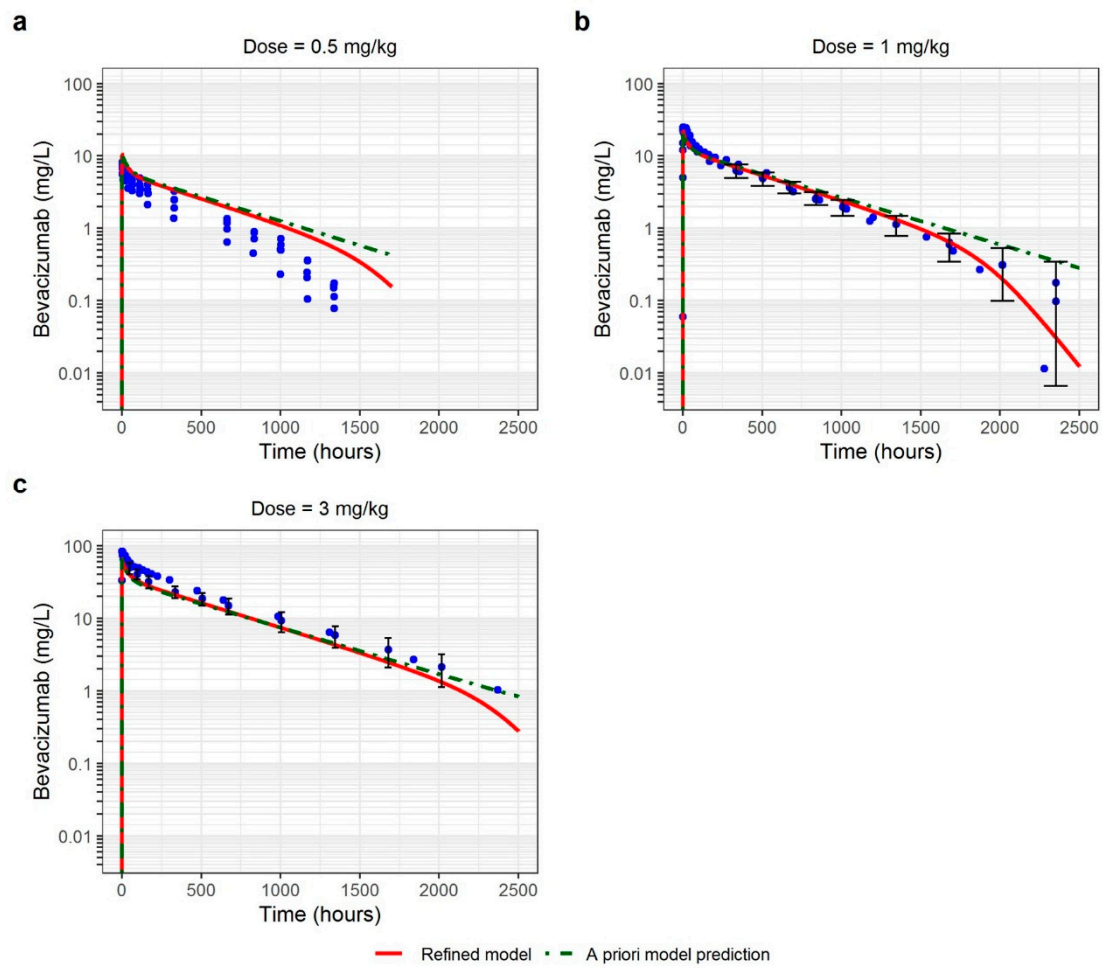 a
Dose = 0.5 mg/kg
Bevacizumab (mg/L)
100
10
1
0.1
0.01
0 500 1000 1500 2000 2500
Time (hours)
b
Dose = 1 mg/kg
Bevacizumab (mg/L)
100
10
1
0.1
0.01
0 500 1000 1500 2000 2500
Time (hours)
c
Dose = 3 mg/kg
Bevacizumab (mg/L)
100
10
1
0.1
0.01
0 500 1000 1500 2000 2500
Time (hours)
Refined model A priori model prediction